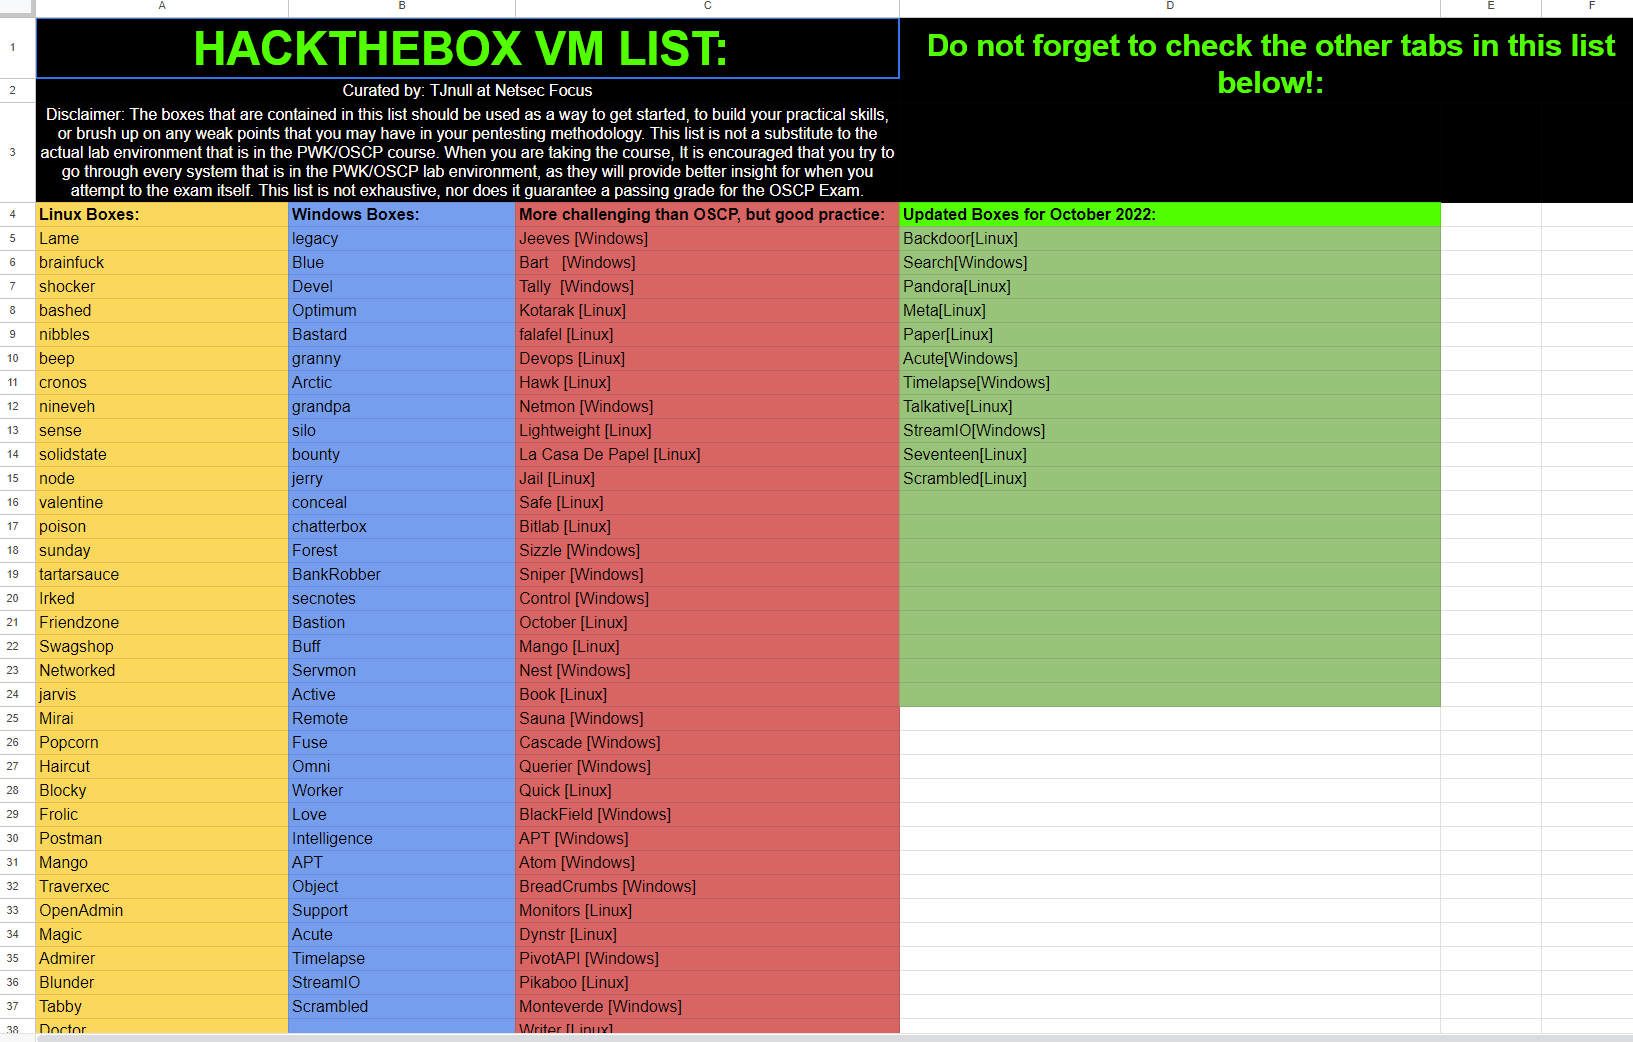 A B C D E F
1 HACKTHEBOX VM LIST: Do not forget to check the other tabs in this list
below!:
2 Curated by: TJnull at Netsec Focus
Disclaimer: The boxes that are contained in this list should be used as a way to get started, to build your practical skills,
or brush up on any weak points that you may have in your pentesting methodology. This list is not a substitute to the
3 actual lab environment that is in the PWK/OSCP course. When you are taking the course, It is encouraged that you try to
go through every system that is in the PWK/OSCP lab environment, as they will provide better insight for when you
attempt to the exam itself. This list is not exhaustive, nor does it guarantee a passing grade for the OSCP Exam.
4 Linux Boxes: Windows Boxes: More challenging than OSCP, but good practice: Updated Boxes for October 2022:
5 Lame legacy Jeeves [Windows] Backdoor[Linux]
6 brainfuck Blue Bart [Windows] Search[Windows]
7 shocker Devel Tally [Windows] Pandora[Linux]
8 bashed Optimum Kotarak [Linux] Meta[Linux]
9 nibbles Bastard falafel [Linux] Paper[Linux]
10 beep granny Devops [Linux] Acute[Windows]
11 cronos Arctic Hawk [Linux] Timelapse[Windows]
12 nineveh grandpa Netmon [Windows] Talkative[Linux]
13 sense silo Lightweight [Linux] StreamIO[Windows]
14 solidstate bounty La Casa De Papel [Linux] Seventeen[Linux]
15 node jerry Jail [Linux] Scrambled[Linux]
16 valentine conceal Safe [Linux]
17 poison chatterbox Bitlab [Linux]
18 sunday Forest Sizzle [Windows]
19 tartarsauce BankRobber Sniper [Windows]
20 Irked secnotes Control [Windows]
21 Friendzone Bastion October [Linux]
22 Swagshop Buff Mango [Linux]
23 Networked Servmon Nest [Windows]
24 jarvis Active Book [Linux]
25 Mirai Remote Sauna [Windows]
26 Popcorn Fuse Cascade [Windows]
27 Haircut Omni Querier [Windows]
28 Blocky Worker Quick [Linux]
29 Frolic Love BlackField [Windows]
30 Postman Intelligence APT [Windows]
31 Mango APT Atom [Windows]
32 Traverxec Object BreadCrumbs [Windows]
33 OpenAdmin Support Monitors [Linux]
34 Magic Acute Dynstr [Linux]
35 Admirer Timelapse PivotAPI [Windows]
36 Blunder StreamIO Pikaboo [Linux]
37 Tabby Scrambled Monteverde [Windows]
38 Doctor Writer [Linux]